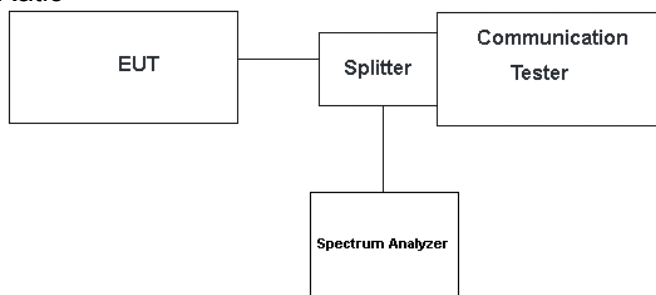 EUT
Splitter
Communication
Tester
Spectrum Analyzer